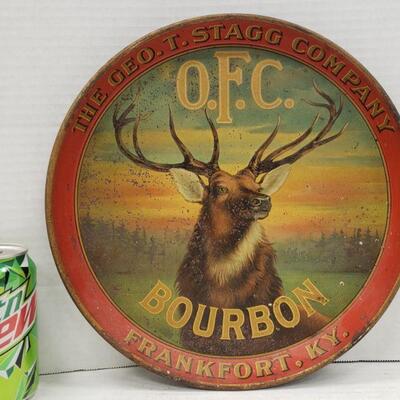 THE GEO. T. STAGG COMPANY
O.F.C.
BOURBON
FRANKFORT, KY.